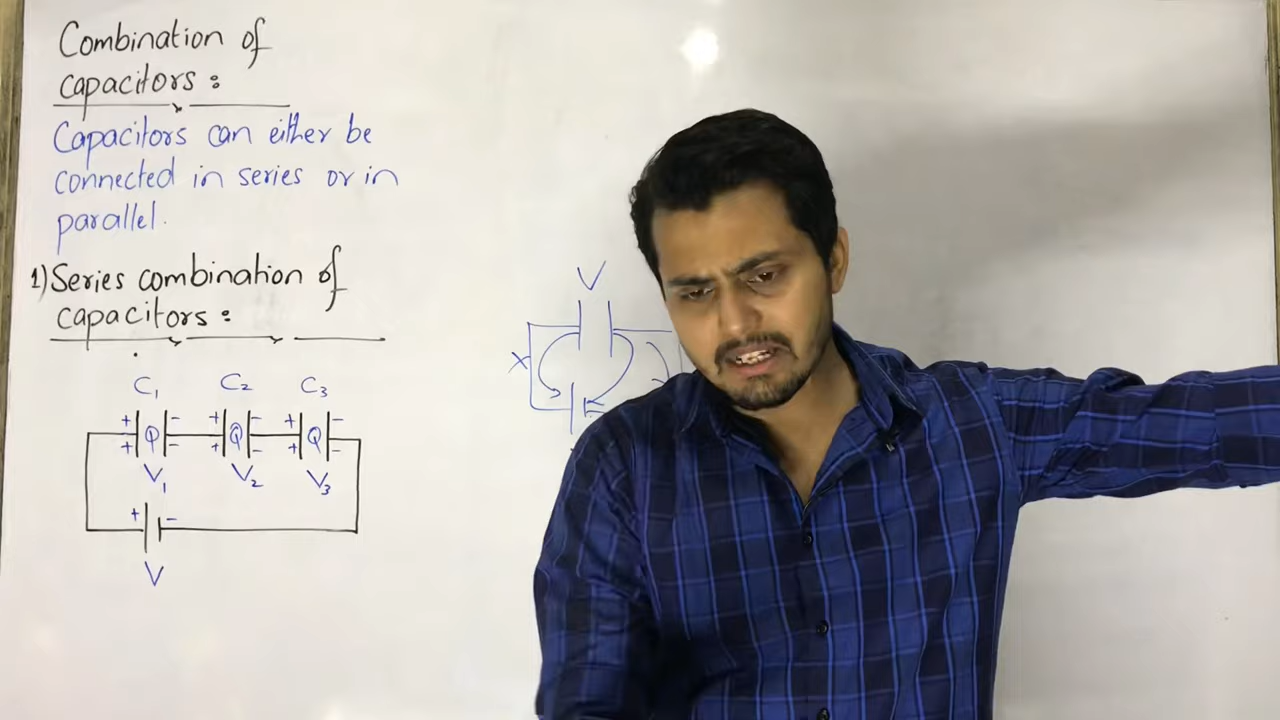 Combination of
capacitors :
Capacitors can either be
connected in series or in
parallel.
1) Series combination of
capacitors :
C1 C2 C3
+ - + - + -
Q Q Q
+ - + - + -
V1 V2 V3
+ -
V
V
X